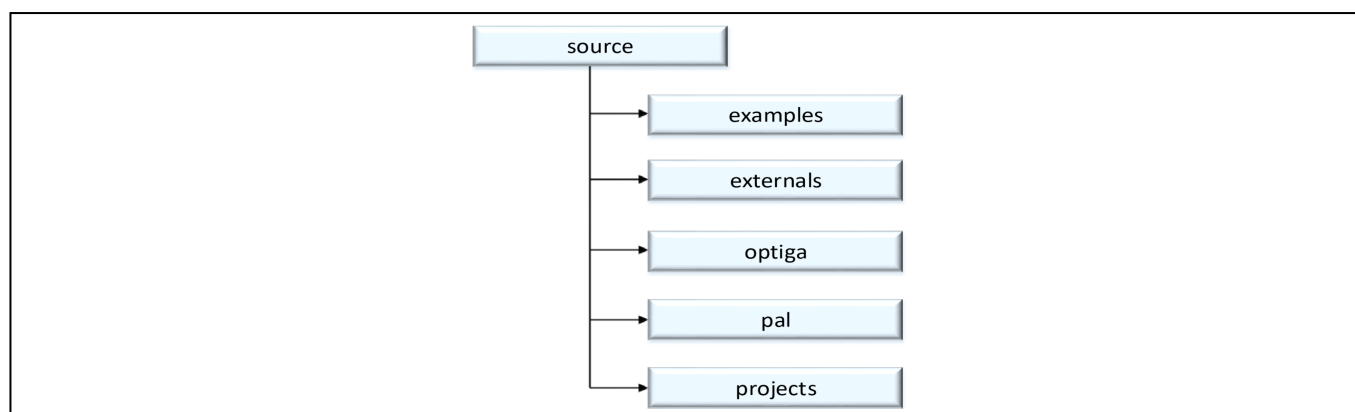 source
examples
externals
optiga
pal
projects